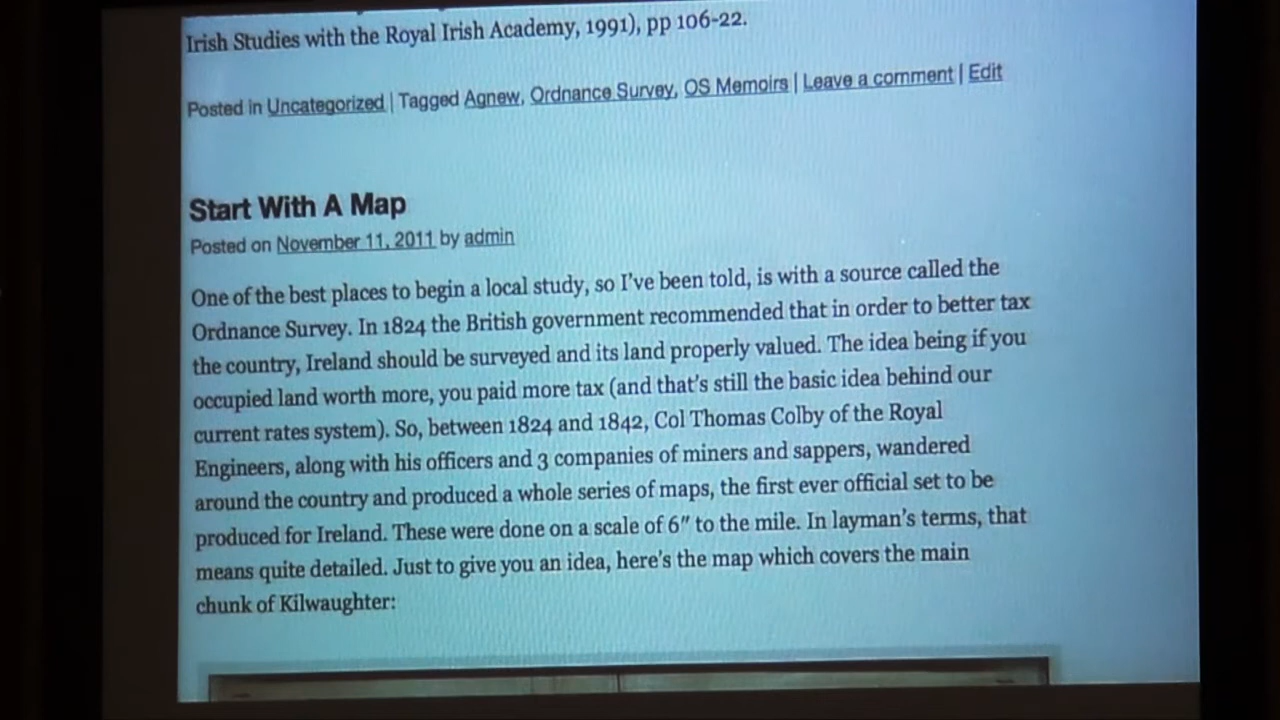 Irish Studies with the Royal Irish Academy, 1991), pp 106-22.
Posted in Uncategorized | Tagged Agnew, Ordnance Survey, OS Memoirs | Leave a comment | Edit
Start With A Map
Posted on November 11, 2011 by admin
One of the best places to begin a local study, so I've been told, is with a source called the
Ordnance Survey. In 1824 the British government recommended that in order to better tax
the country, Ireland should be surveyed and its land properly valued. The idea being if you
occupied land worth more, you paid more tax (and that's still the basic idea behind our
current rates system). So, between 1824 and 1842, Col Thomas Colby of the Royal
Engineers, along with his officers and 3 companies of miners and sappers, wandered
around the country and produced a whole series of maps, the first ever official set to be
produced for Ireland. These were done on a scale of 6" to the mile. In layman's terms, that
means quite detailed. Just to give you an idea, here's the map which covers the main
chunk of Kilwaughter: